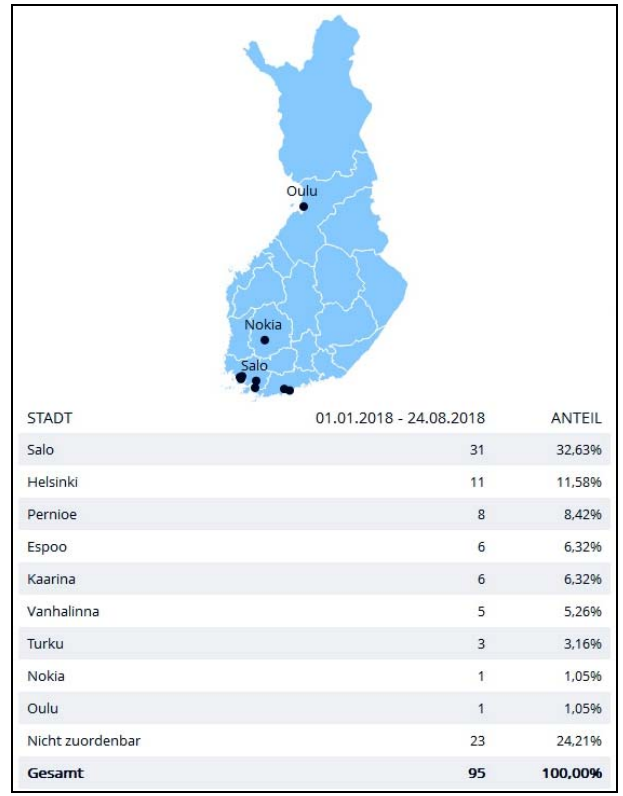 Oulu
Nokia
Salo
STADT 01.01.2018 - 24.08.2018 ANTEIL
Salo 31 32,63%
Helsinki 11 11,58%
Pernioe 8 8,42%
Espoo 6 6,32%
Kaarina 6 6,32%
Vanhalinna 5 5,26%
Turku 3 3,16%
Nokia 1 1,05%
Oulu 1 1,05%
Nicht zuordenbar 23 24,21%
Gesamt 95 100,00%